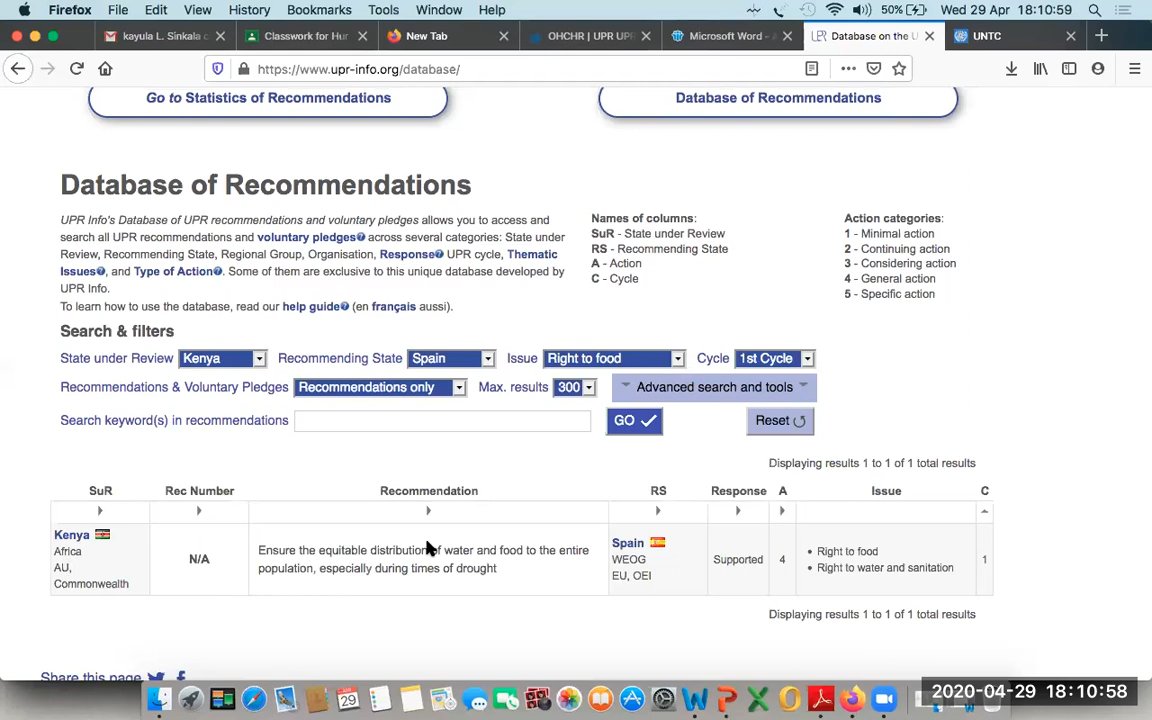 Firefox File Edit View History Bookmarks Tools Window Help 50% Wed 29 Apr 18:10:59
kayula L. Sinkala Classwork for Hur New Tab OHCHR | UPR UPR Microsoft Word - Database on the U UNTC
https://www.upr-info.org/database/
Go to Statistics of Recommendations Database of Recommendations
Database of Recommendations
UPR Info's Database of UPR recommendations and voluntary pledges allows you to access and
search all UPR recommendations and voluntary pledges across several categories: State under
Review, Recommending State, Regional Group, Organisation, Response UPR cycle, Thematic
Issues, and Type of Action. Some of them are exclusive to this unique database developed by
UPR Info.
To learn how to use the database, read our help guide (en français aussi).
Names of columns:
SuR - State under Review
RS - Recommending State
A - Action
C - Cycle
Action categories:
1 - Minimal action
2 - Continuing action
3 - Considering action
4 - General action
5 - Specific action
Search & filters
State under Review Kenya Recommending State Spain Issue Right to food Cycle 1st Cycle
Recommendations & Voluntary Pledges Recommendations only Max. results 300 Advanced search and tools
Search keyword(s) in recommendations GO Reset
Displaying results 1 to 1 of 1 total results
SuR Rec Number Recommendation RS Response A Issue C
Kenya
Africa
AU,
Commonwealth
N/A
Ensure the equitable distribution of water and food to the entire
population, especially during times of drought
Spain
WEOG
EU, OEI
Supported
4
Right to food
Right to water and sanitation
1
Displaying results 1 to 1 of 1 total results
Share this page
2020-04-29 18:10:58